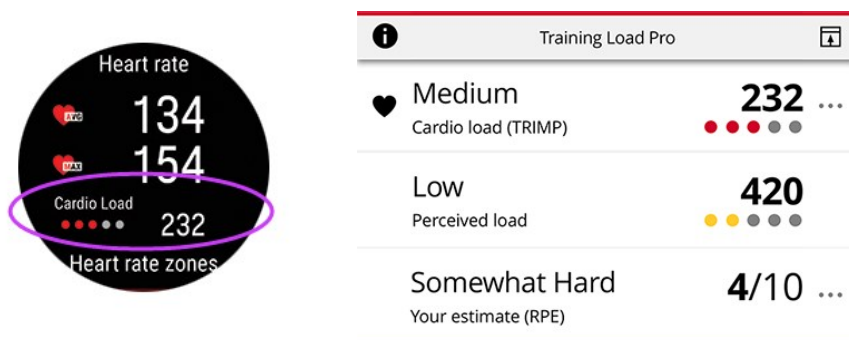 Heart rate
AVG 134
MAX 154
Cardio Load
232
Heart rate zones
i Training Load Pro
Medium 232 ...
Cardio load (TRIMP)
Low 420
Perceived load
Somewhat Hard 4/10 ...
Your estimate (RPE)